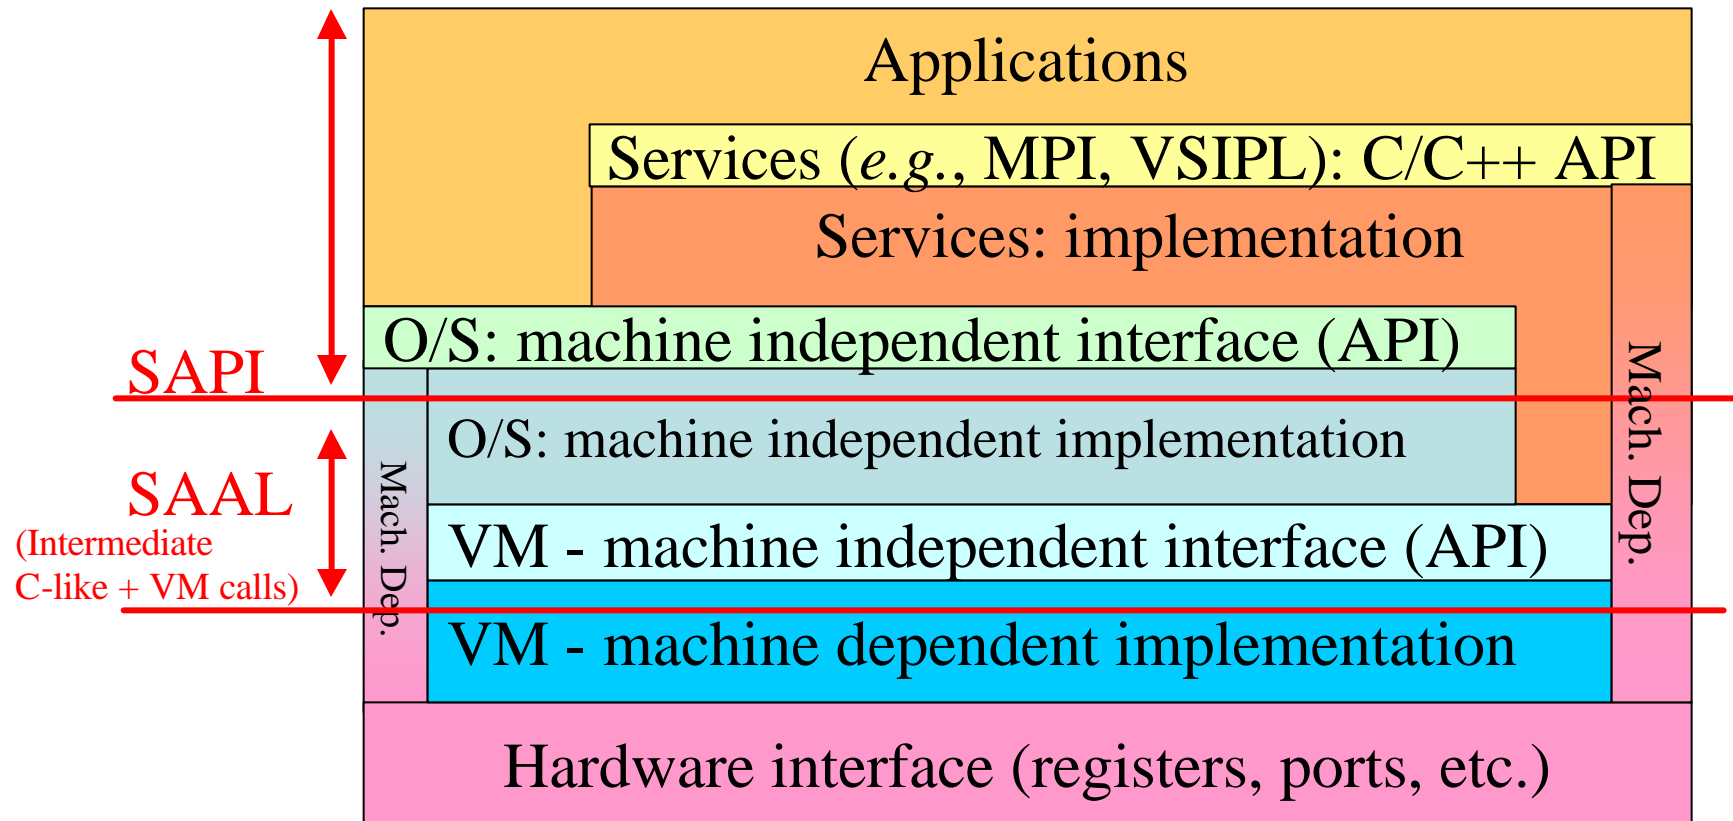 Applications
Services (e.g., MPI, VSIPL): C/C++ API
Services: implementation
O/S: machine independent interface (API)
SAPI
Mach. Dep.
O/S: machine independent implementation
Mach. Dep.
SAAL
(Intermediate
C-like + VM calls)
VM - machine independent interface (API)
VM - machine dependent implementation
Hardware interface (registers, ports, etc.)